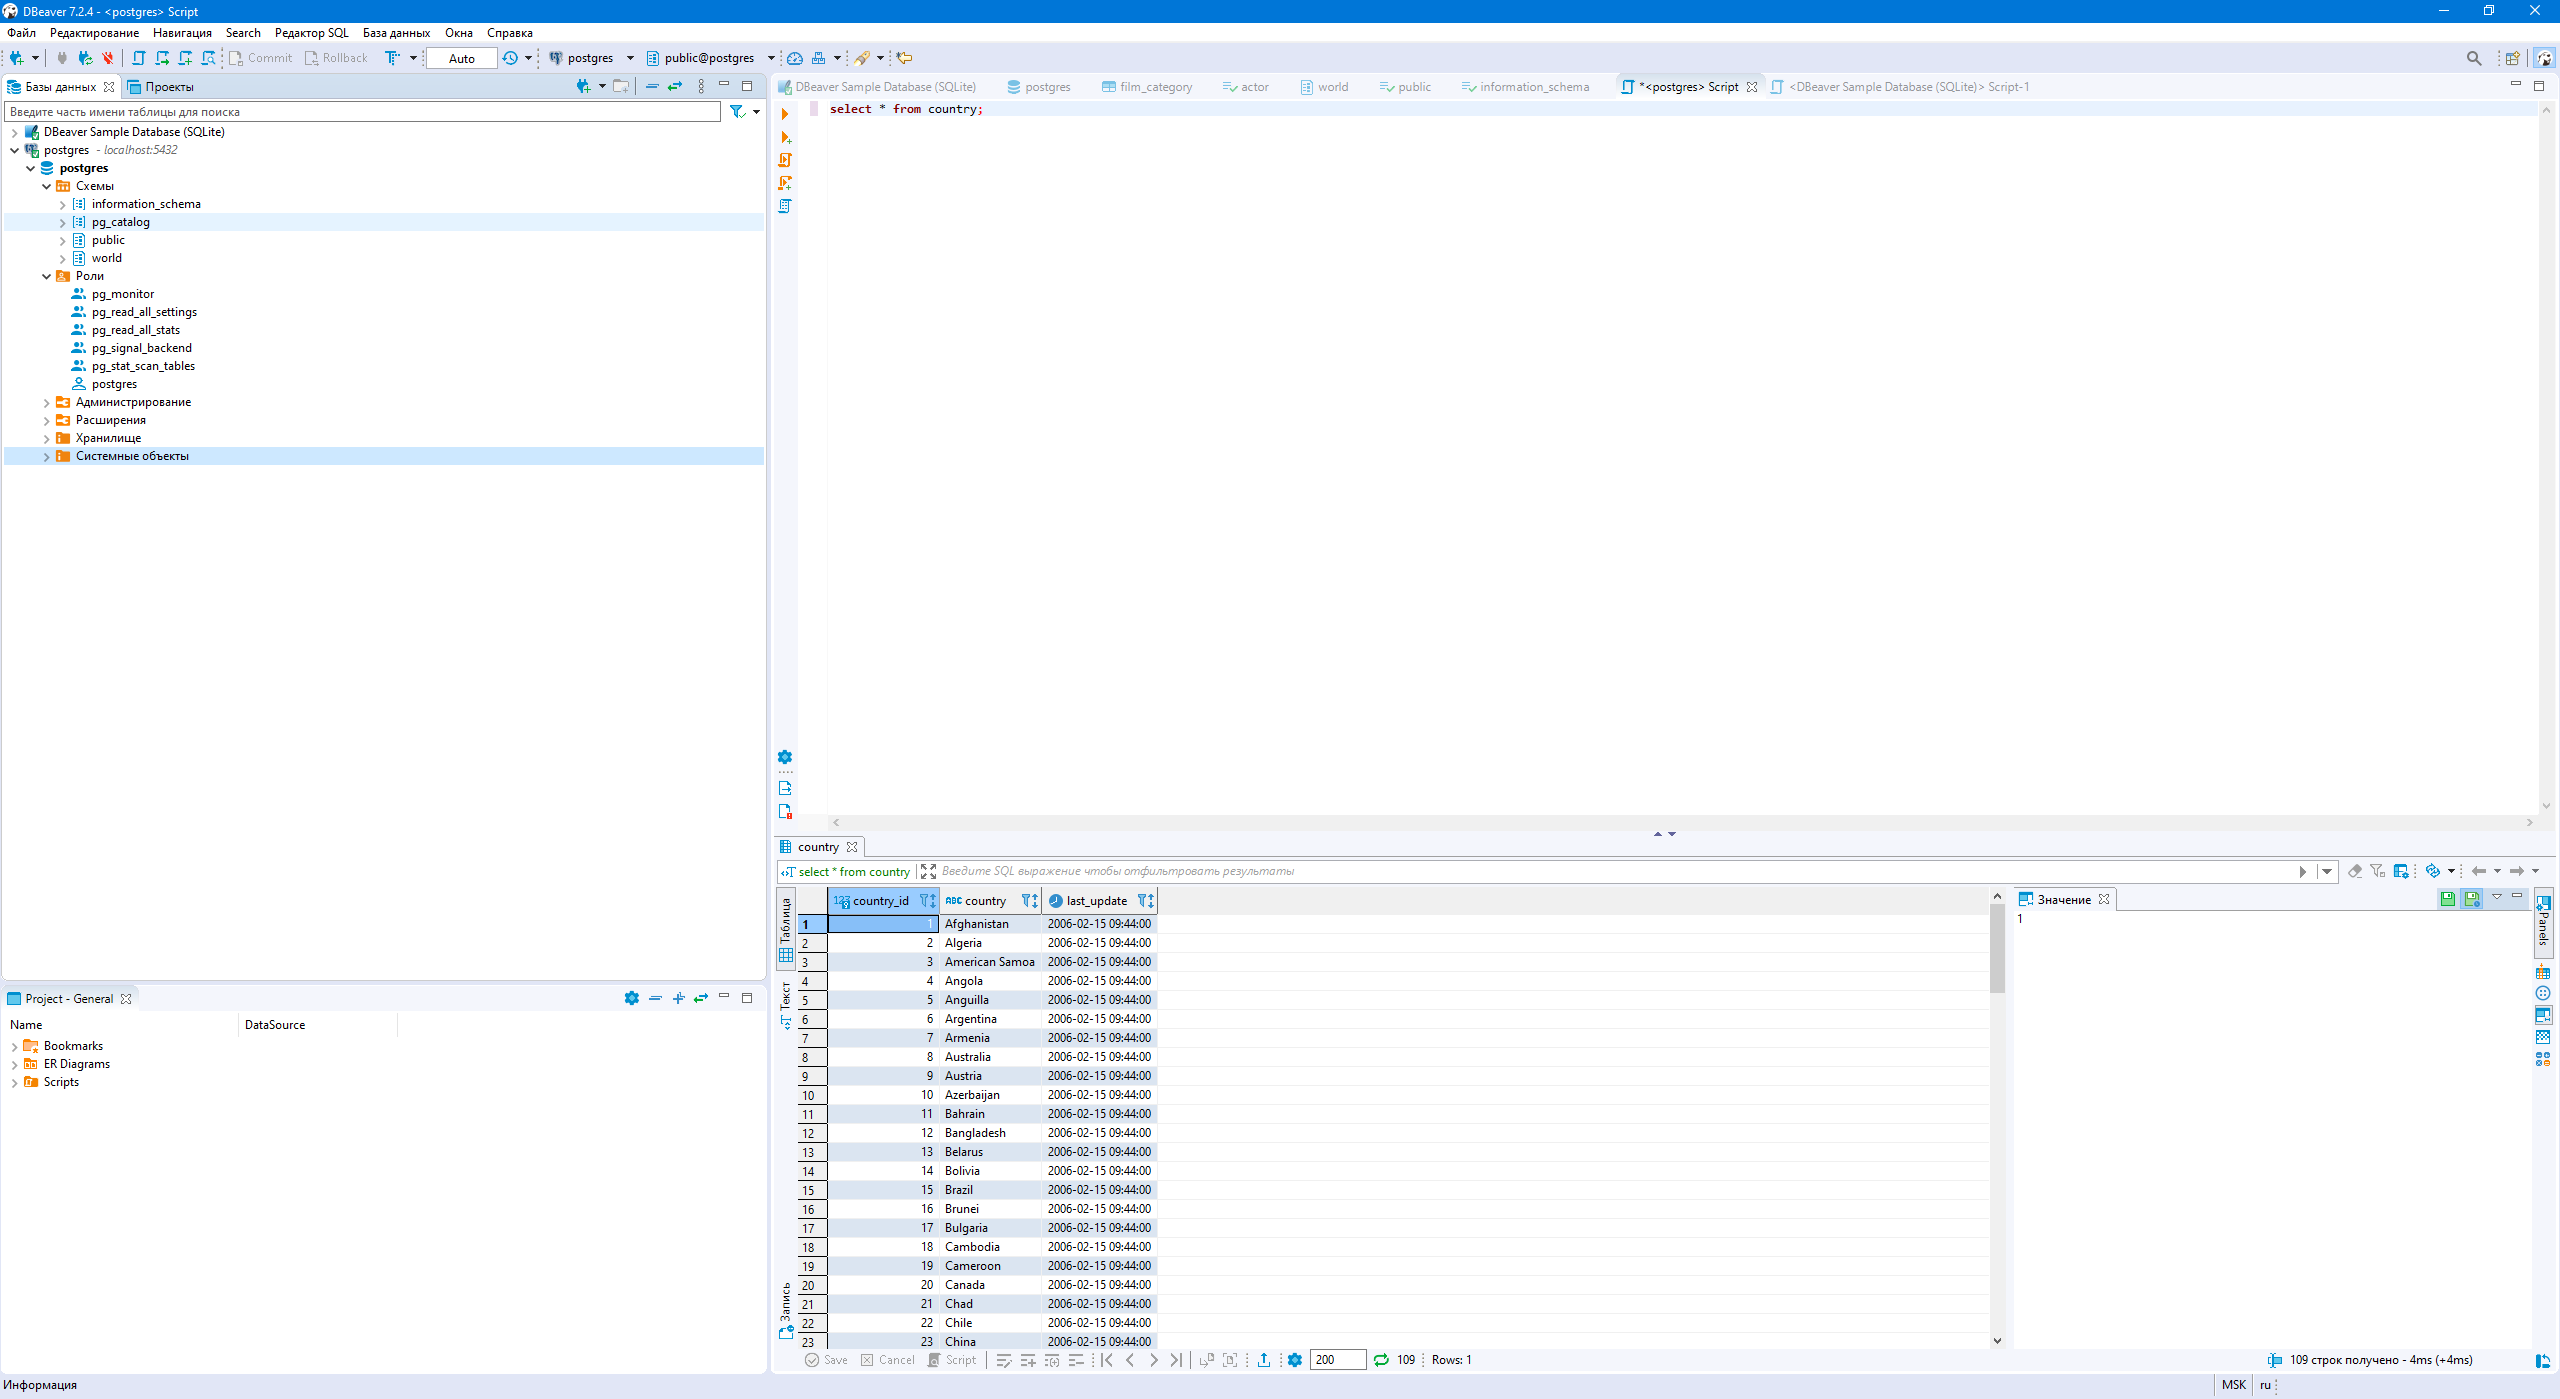 DBeaver 7.2.4 - <postgres> Script
Файл Редактирование Навигация Search Редактор SQL База данных Окна Справка
Commit Rollback Auto postgres public@postgres
Базы данных Проекты
Введите часть имени таблицы для поиска
DBeaver Sample Database (SQLite)
postgres - localhost:5432
postgres
Схемы
information_schema
pg_catalog
public
world
Роли
pg_monitor
pg_read_all_settings
pg_read_all_stats
pg_signal_backend
pg_stat_scan_tables
postgres
Администрирование
Расширения
Хранилище
Системные объекты
Project - General
Name DataSource
Bookmarks
ER Diagrams
Scripts
DBeaver Sample Database (SQLite) postgres film_category actor world public information_schema *<postgres> Script <DBeaver Sample Database (SQLite)> Script-1
select * from country;
country
select * from country Введите SQL выражение чтобы отфильтровать результаты
Таблица
Текст
Запись
country_id country last_update
1 1 Afghanistan 2006-02-15 09:44:00
2 2 Algeria 2006-02-15 09:44:00
3 3 American Samoa 2006-02-15 09:44:00
4 4 Angola 2006-02-15 09:44:00
5 5 Anguilla 2006-02-15 09:44:00
6 6 Argentina 2006-02-15 09:44:00
7 7 Armenia 2006-02-15 09:44:00
8 8 Australia 2006-02-15 09:44:00
9 9 Austria 2006-02-15 09:44:00
10 10 Azerbaijan 2006-02-15 09:44:00
11 11 Bahrain 2006-02-15 09:44:00
12 12 Bangladesh 2006-02-15 09:44:00
13 13 Belarus 2006-02-15 09:44:00
14 14 Bolivia 2006-02-15 09:44:00
15 15 Brazil 2006-02-15 09:44:00
16 16 Brunei 2006-02-15 09:44:00
17 17 Bulgaria 2006-02-15 09:44:00
18 18 Cambodia 2006-02-15 09:44:00
19 19 Cameroon 2006-02-15 09:44:00
20 20 Canada 2006-02-15 09:44:00
21 21 Chad 2006-02-15 09:44:00
22 22 Chile 2006-02-15 09:44:00
23 23 China 2006-02-15 09:44:00
Значение
1
Panels
Save Cancel Script 200 109 Rows: 1
109 строк получено - 4ms (+4ms)
Информация
MSK ru